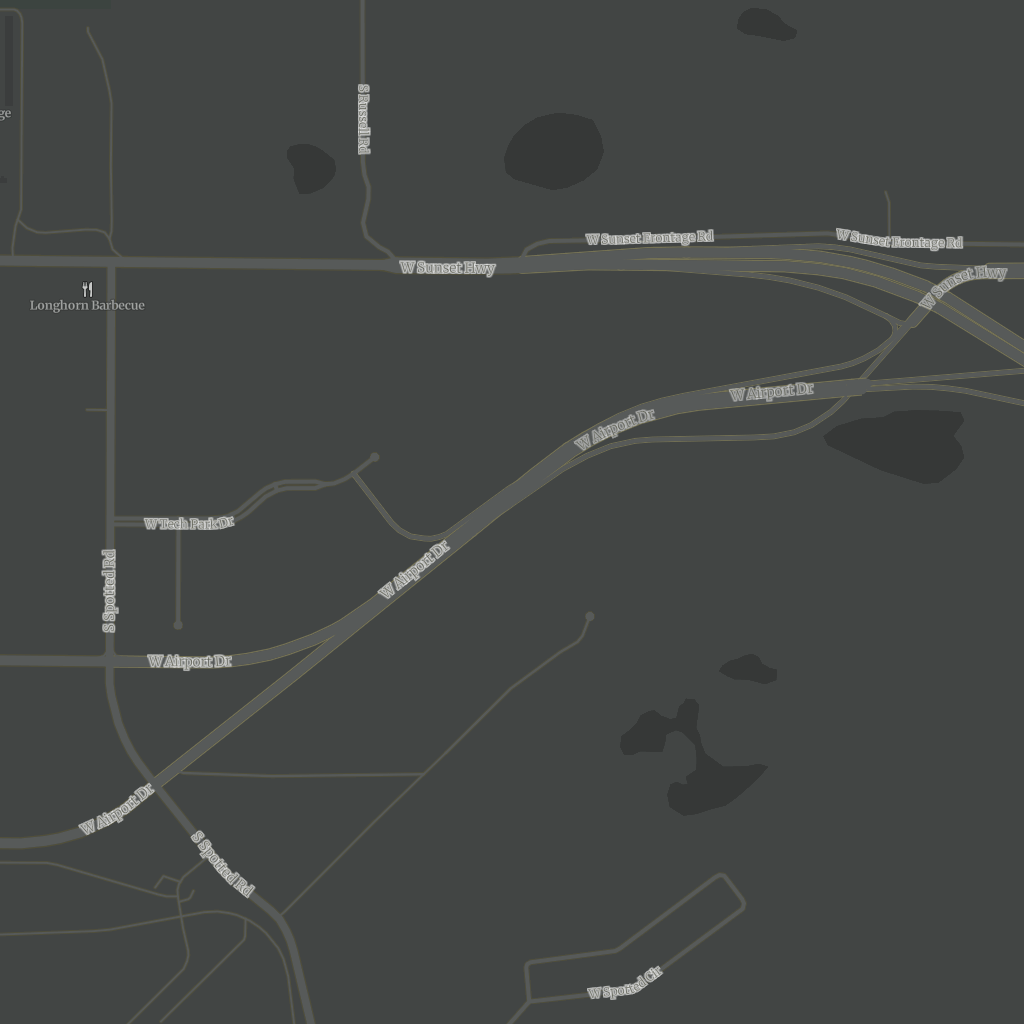 ge
S Russell Rd
W Sunset Frontage Rd
W Sunset Frontage Rd
W Sunset Hwy
W Sunset Hwy
Longhorn Barbecue
W Airport Dr
W Airport Dr
W Tech Park Dr
W Airport Dr
S Spotted Rd
W Airport Dr
W Airport Dr
S Spotted Rd
W Spotted Cir